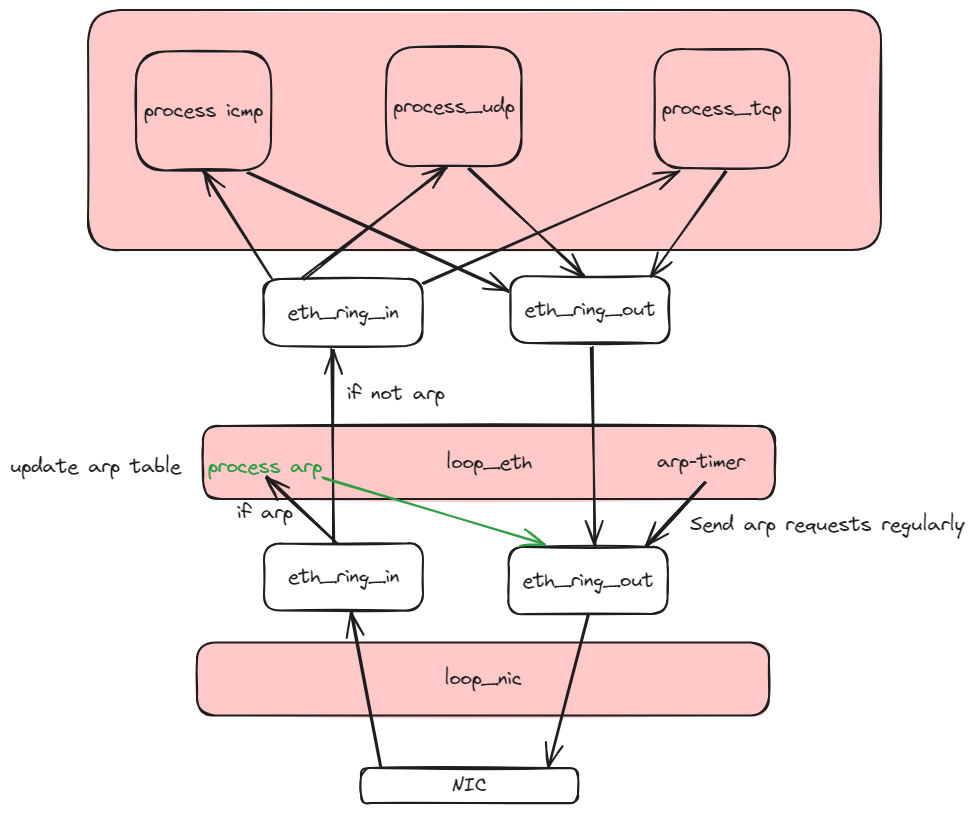 process icmp
process_udp
process_tcp
eth_ring_in
eth_ring_out
if not arp
update arp table
process arp
loop_eth
arp-timer
if arp
Send arp requests regularly
eth_ring_in
eth_ring_out
loop_nic
NIC